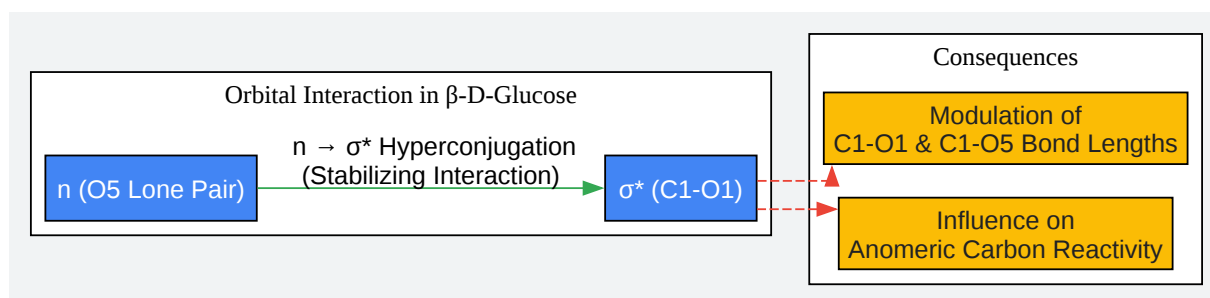 Orbital Interaction in β-D-Glucose
n (O5 Lone Pair)
n → σ* Hyperconjugation
(Stabilizing Interaction)
σ* (C1-O1)
Consequences
Modulation of
C1-O1 & C1-O5 Bond Lengths
Influence on
Anomeric Carbon Reactivity